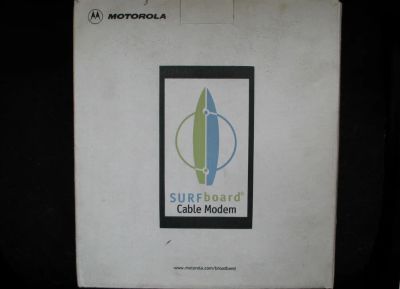 MOTOROLA
SURFboard®
Cable Modem
www.motorola.com/broadband